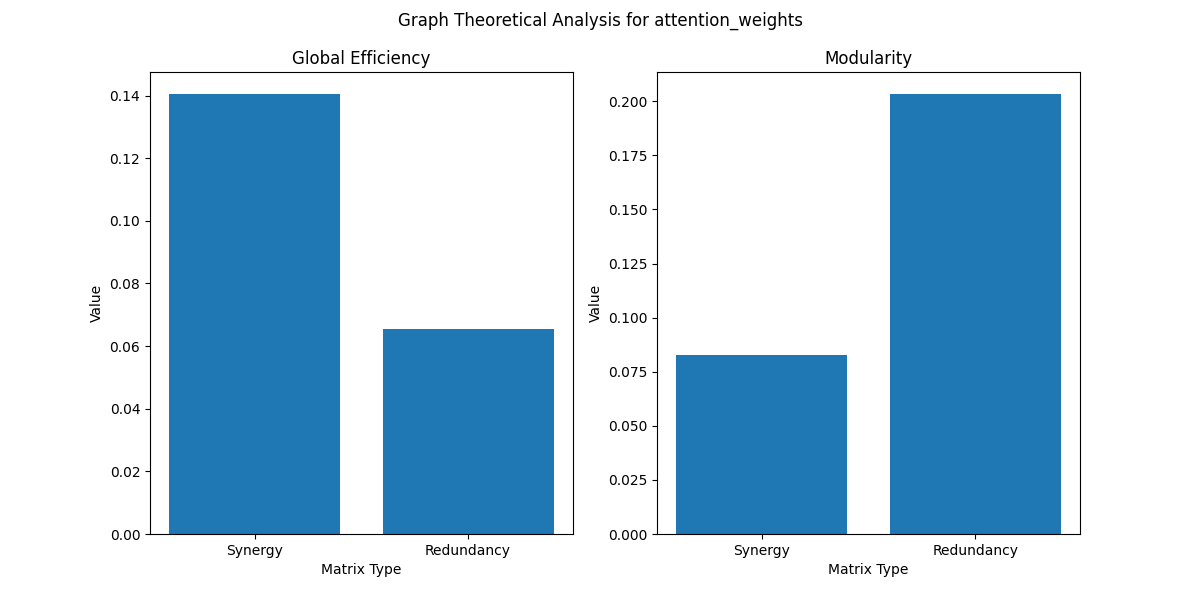 Graph Theoretical Analysis for attention_weights
Global Efficiency
Value
0.14
0.12
0.10
0.08
0.06
0.04
0.02
0.00
Synergy
Redundancy
Matrix Type
Modularity
Value
0.200
0.175
0.150
0.125
0.100
0.075
0.050
0.025
0.000
Synergy
Redundancy
Matrix Type